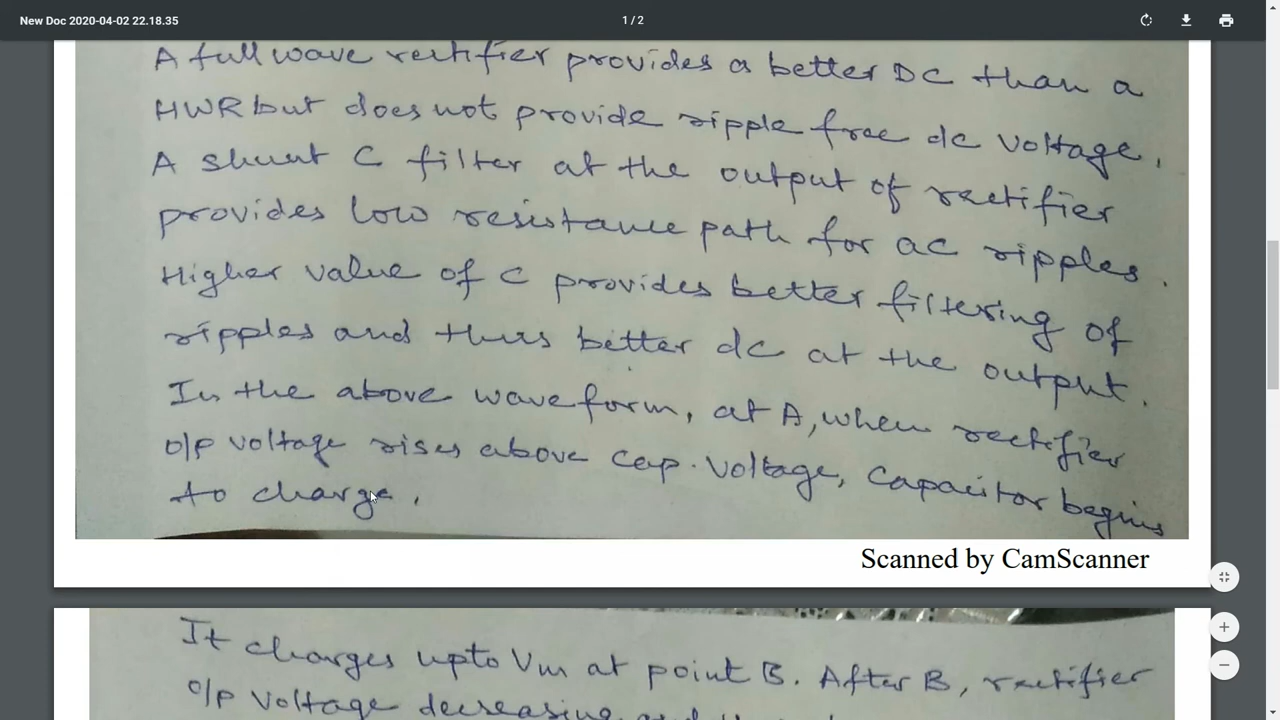 New Doc 2020-04-02 22.18.35
1 / 2
A full wave rectifier provides a better DC than a
HWR but does not provide ripple free dc voltage.
A shunt C filter at the output of rectifier
provides low resistance path for ac ripples.
Higher value of C provides better filtering of
ripples and thus better dc at the output.
In the above waveform, at A, when rectifier
o/p voltage rises above cap. voltage, capacitor begins
to charge.
Scanned by CamScanner
It charges upto Vm at point B. After B, rectifier
o/p voltage decreasing and